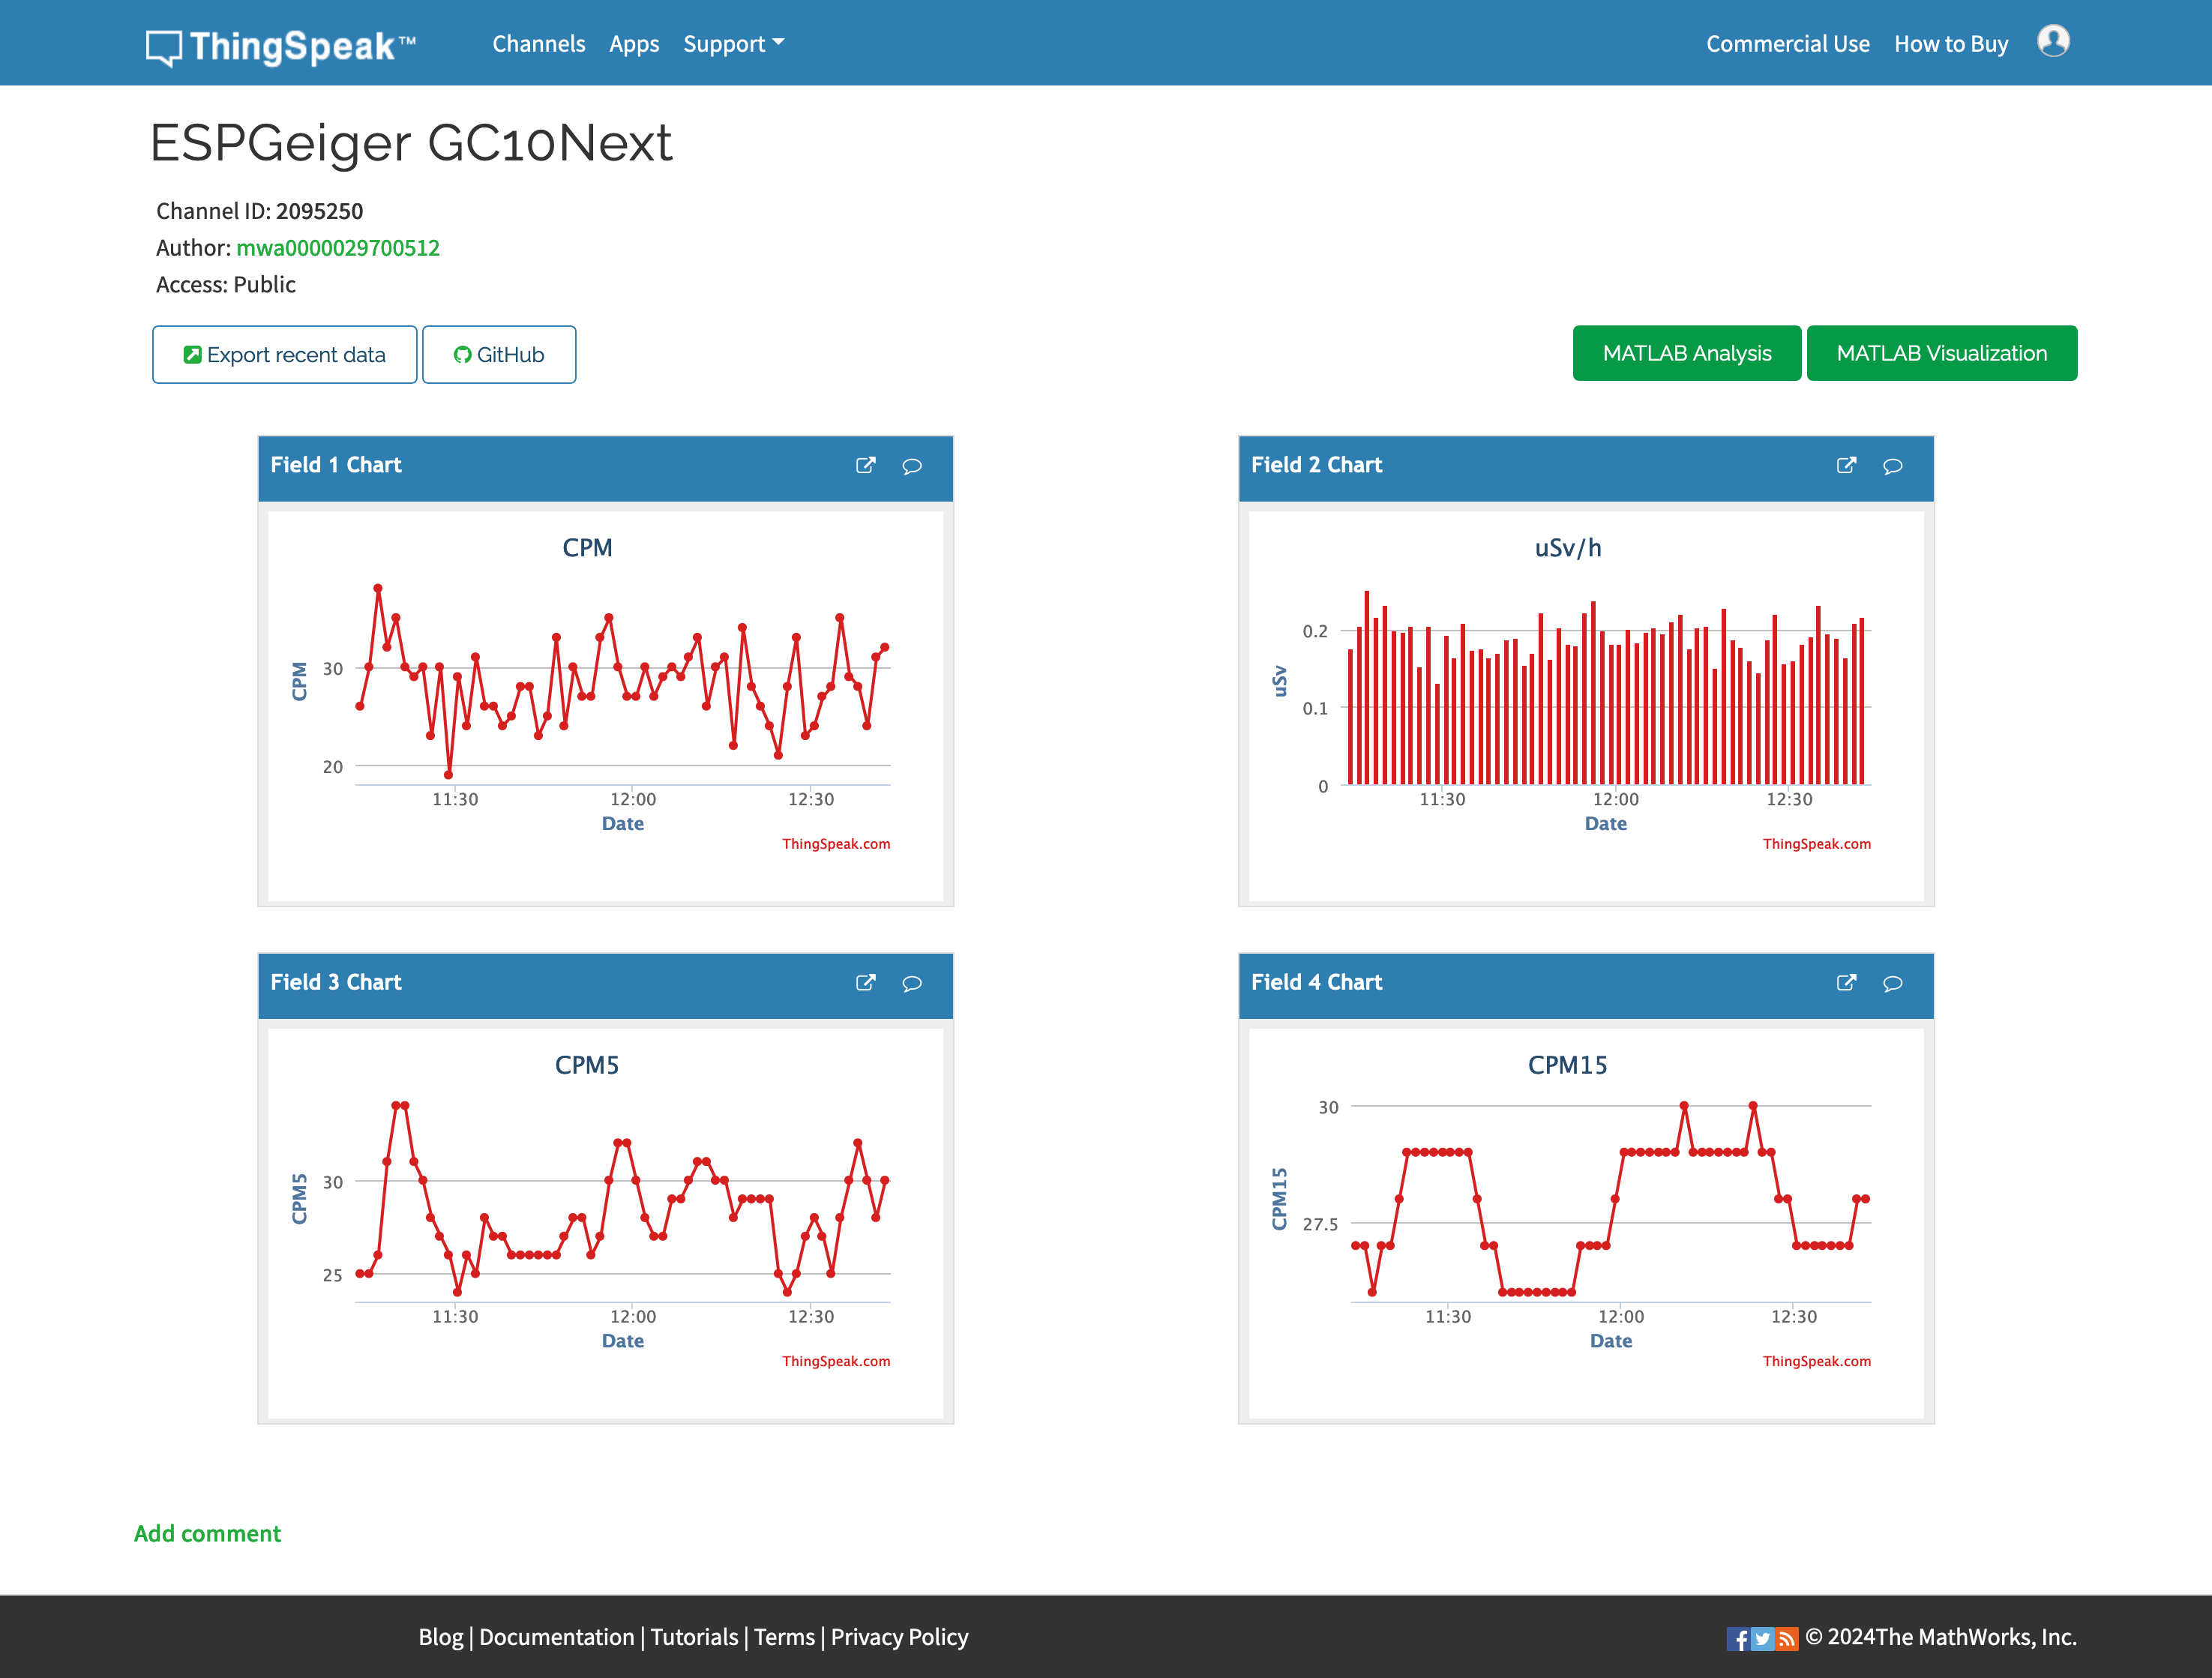 ThingSpeak™ Channels Apps Support Commercial Use How to Buy
ESPGeiger GC10Next
Channel ID: 2095250
Author: mwa0000029700512
Access: Public
Export recent data GitHub MATLAB Analysis MATLAB Visualization
Field 1 Chart
CPM
CPM
30
20
11:30 12:00 12:30
Date
ThingSpeak.com
Field 2 Chart
uSv/h
uSv
0.2
0.1
0
11:30 12:00 12:30
Date
ThingSpeak.com
Field 3 Chart
CPM5
CPM5
30
25
11:30 12:00 12:30
Date
ThingSpeak.com
Field 4 Chart
CPM15
CPM15
30
27.5
11:30 12:00 12:30
Date
ThingSpeak.com
Add comment
Blog | Documentation | Tutorials | Terms | Privacy Policy © 2024The MathWorks, Inc.